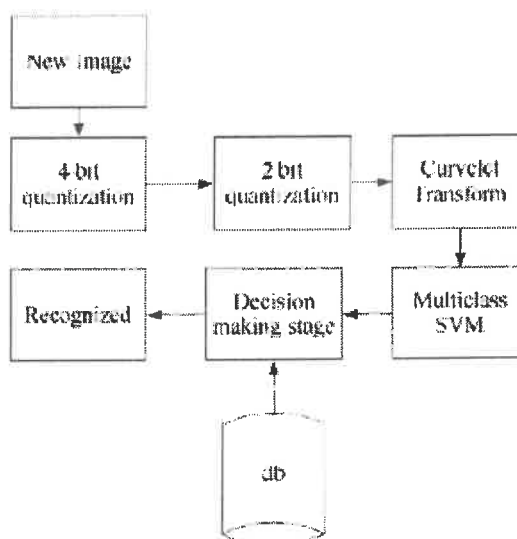 New Image
4-bit
quantization
2 bit
quantization
Curvelet
Transform
Recognized
Decision
making stage
Multiclass
SVM
db